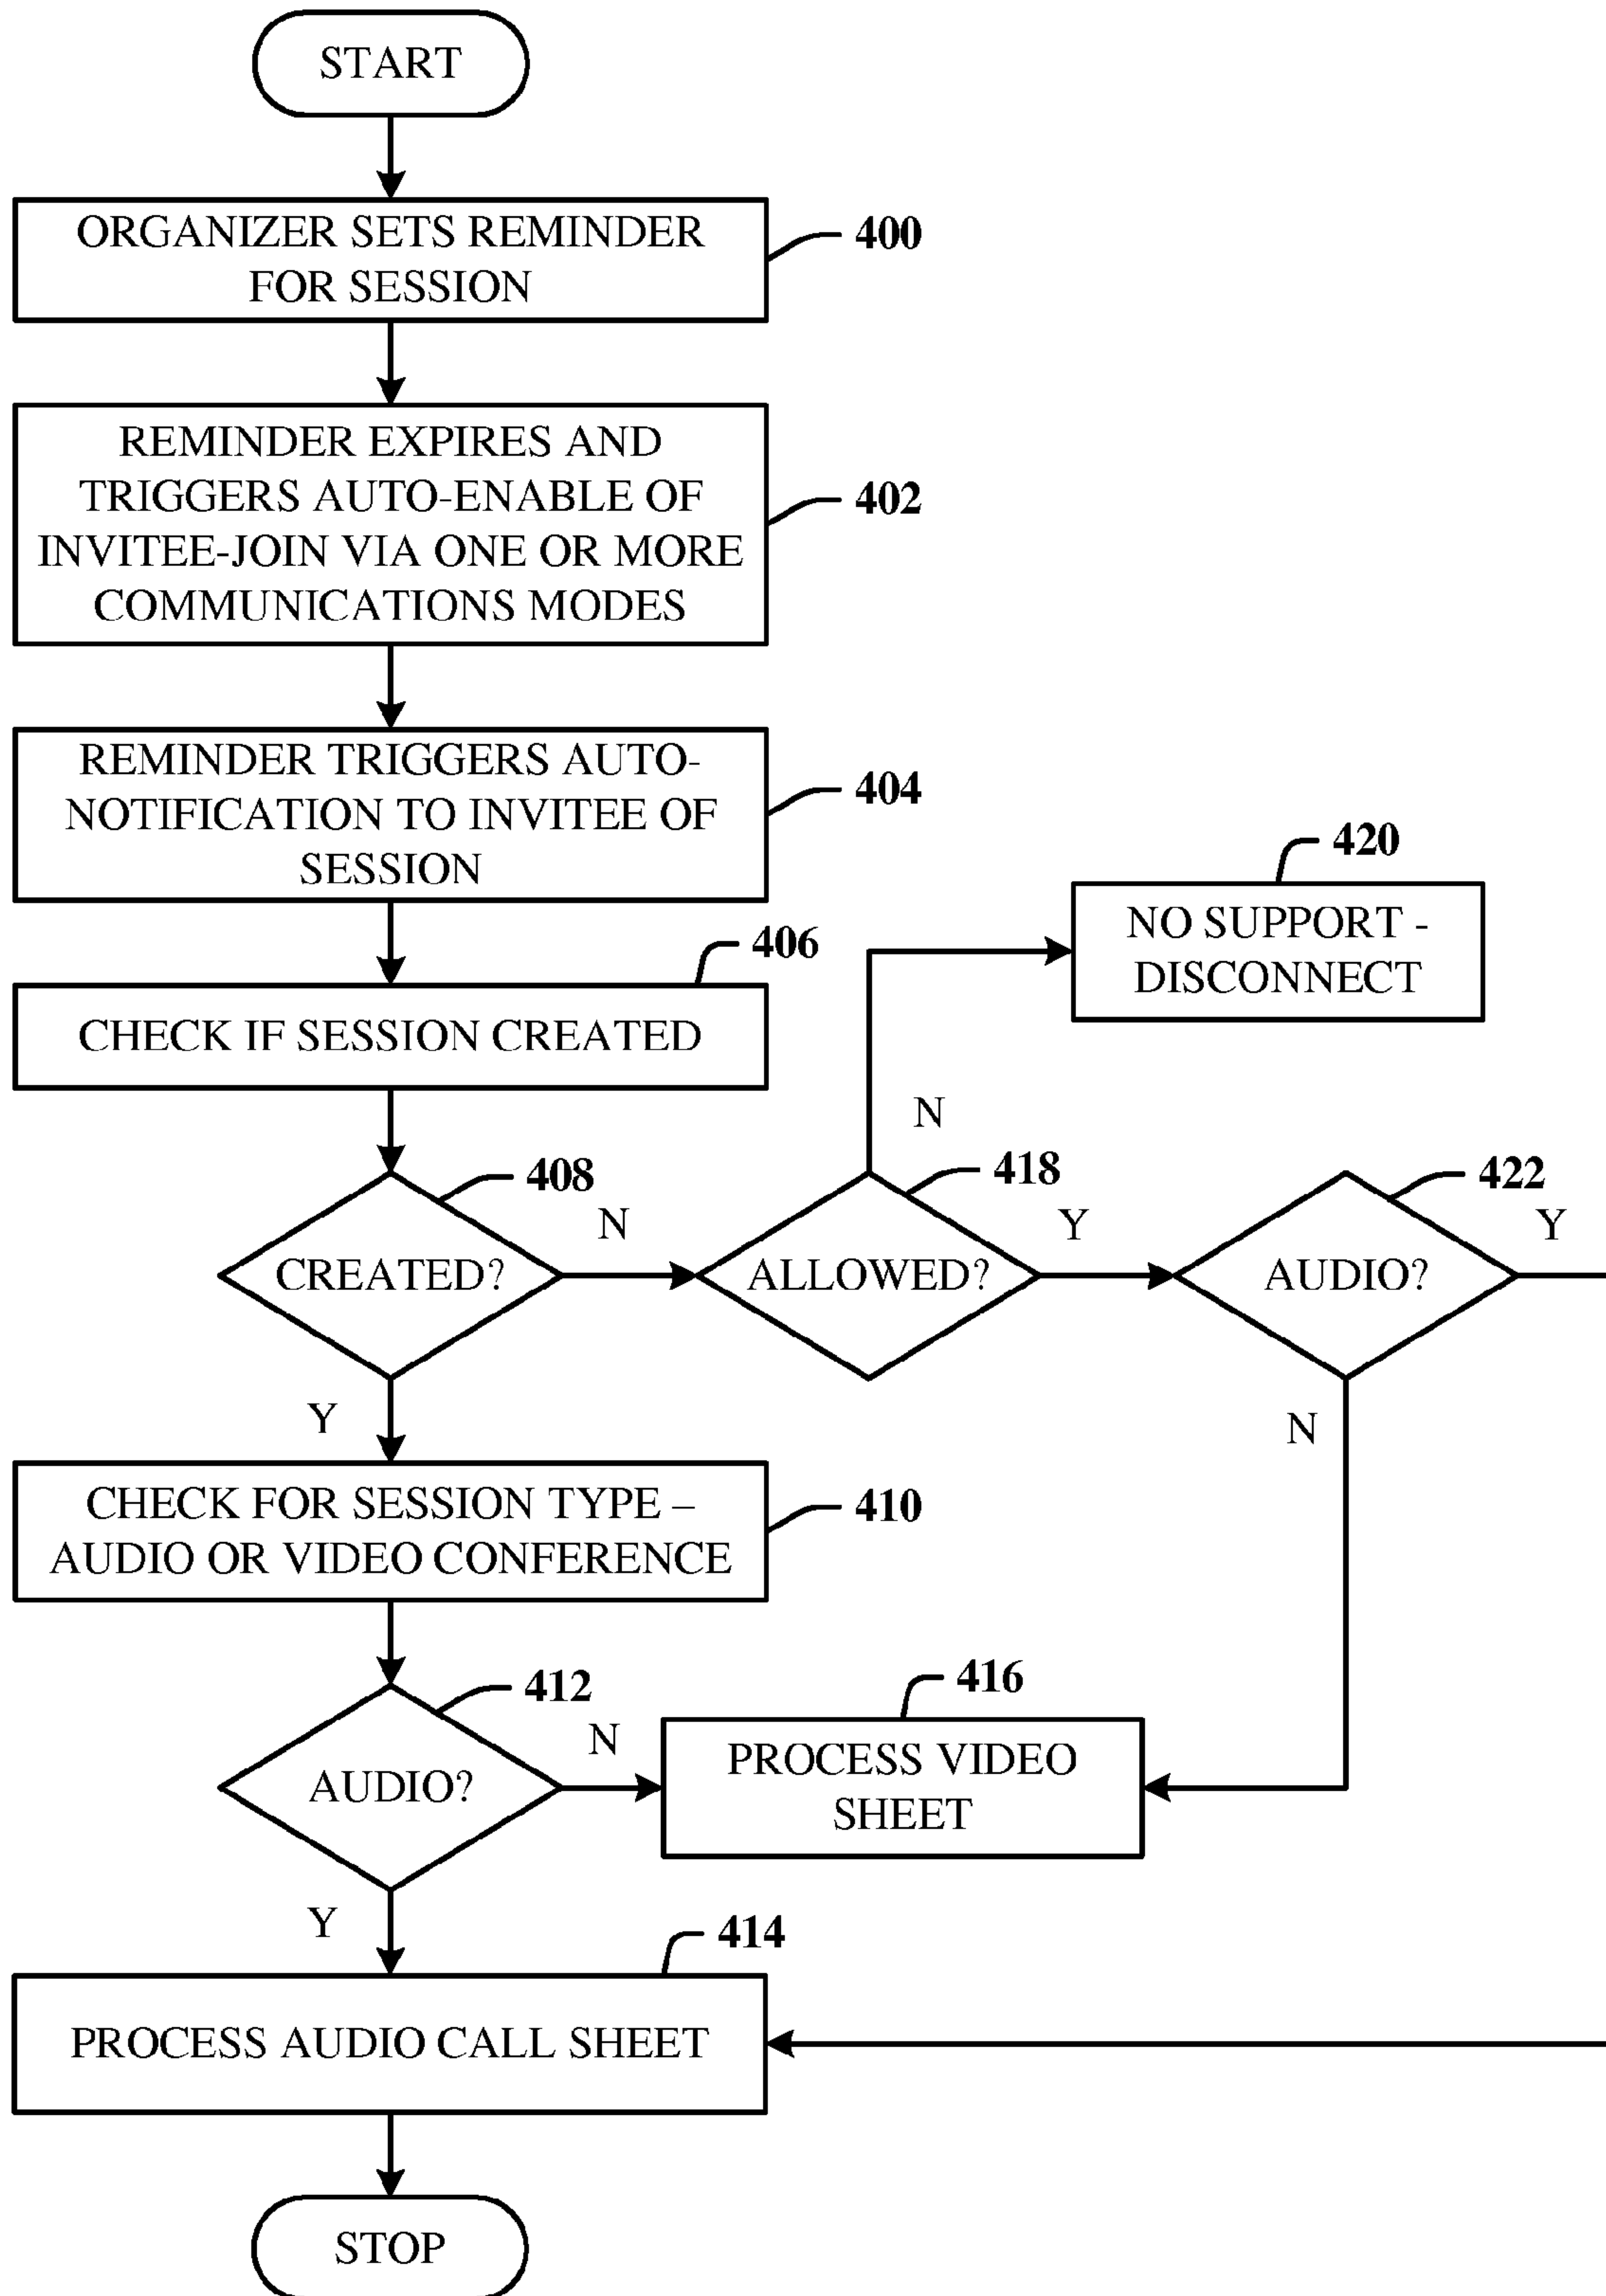 START
ORGANIZER SETS REMINDER
FOR SESSION
400
REMINDER EXPIRES AND
TRIGGERS AUTO-ENABLE OF
INVITEE-JOIN VIA ONE OR MORE
COMMUNICATIONS MODES
402
REMINDER TRIGGERS AUTO-
NOTIFICATION TO INVITEE OF
SESSION
404
420
NO SUPPORT -
DISCONNECT
406
CHECK IF SESSION CREATED
N
408
CREATED?
N
418
ALLOWED?
Y
422
AUDIO?
Y
Y
N
CHECK FOR SESSION TYPE –
AUDIO OR VIDEO CONFERENCE
410
412
AUDIO?
N
416
PROCESS VIDEO
SHEET
Y
414
PROCESS AUDIO CALL SHEET
STOP